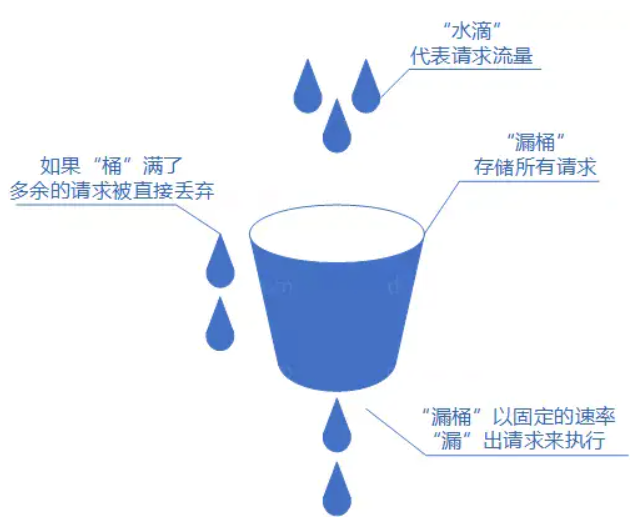 “水滴”
代表请求流量
“漏桶”
存储所有请求
如果“桶”满了
多余的请求被直接丢弃
“漏桶”以固定的速率
“漏”出请求来执行